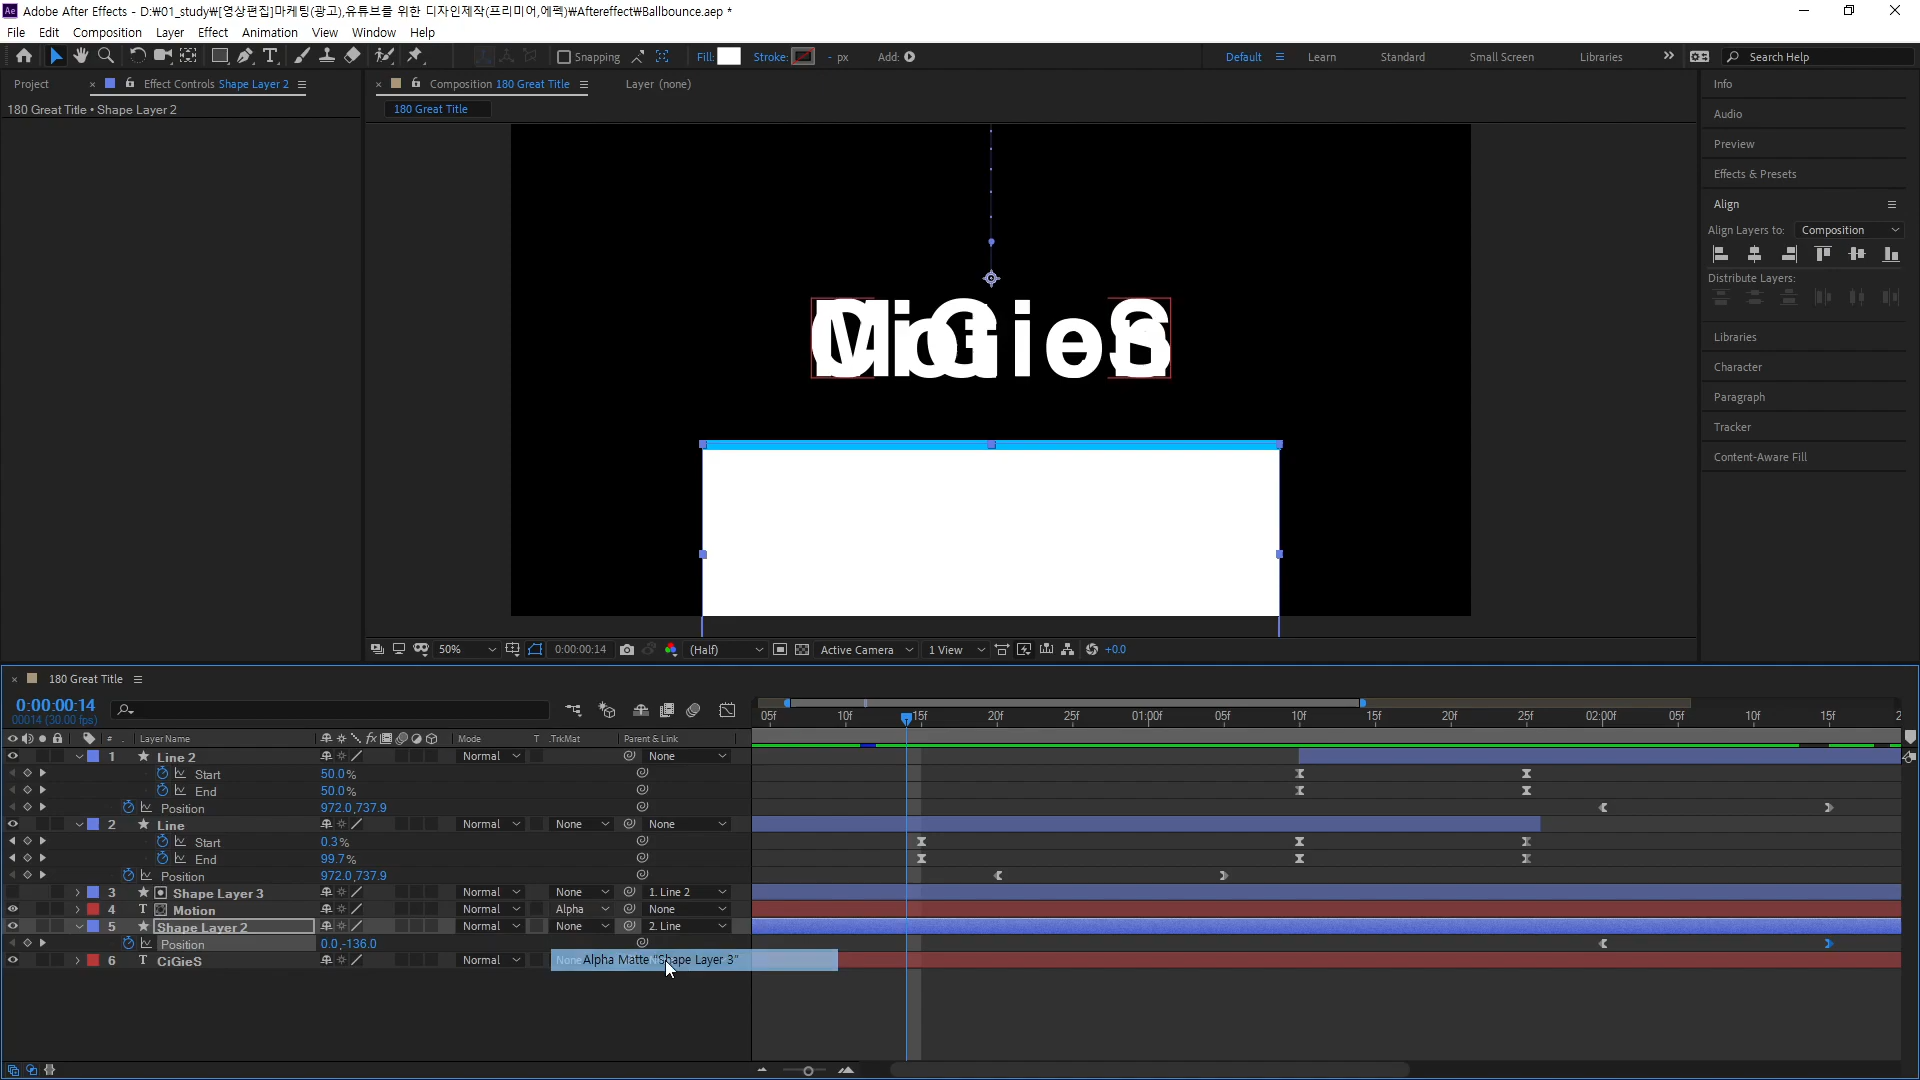 Adobe After Effects - D:₩01_study₩[영상편집]마케팅(광고),유튜브를 위한 디자인제작(프리미어,에펙)₩Aftereffect₩Ballbounce.aep *
File Edit Composition Layer Effect Animation View Window Help
Snapping Fill: Stroke: - px Add: Default Learn Standard Small Screen Libraries Search Help
Project Effect Controls Shape Layer 2 Composition 180 Great Title Layer (none)
180 Great Title • Shape Layer 2
180 Great Title
Info
Audio
Preview
Effects & Presets
Align
Align Layers to: Composition
Distribute Layers:
Libraries
Character
Paragraph
Tracker
Content-Aware Fill
50% 0:00:00:14 (Half) Active Camera 1 View +0.0
180 Great Title
0:00:00:14
00014 (30.00 fps)
05f 10f 15f 20f 25f 01:00f 05f 10f 15f 20f 25f 02:00f 05f 10f 15f 2
# Layer Name Mode T .TrkMat Parent & Link
1 Line 2 Normal None
Start 50.0%
End 50.0%
Position 972.0,737.9
2 Line Normal None None
Start 0.3%
End 99.7%
Position 972.0,737.9
3 Shape Layer 3 Normal None 1. Line 2
4 T Motion Normal Alpha None
5 Shape Layer 2 Normal None 2. Line
Position 0.0,-136.0
6 T CiGieS Normal Alpha Matte "Shape Layer 3"